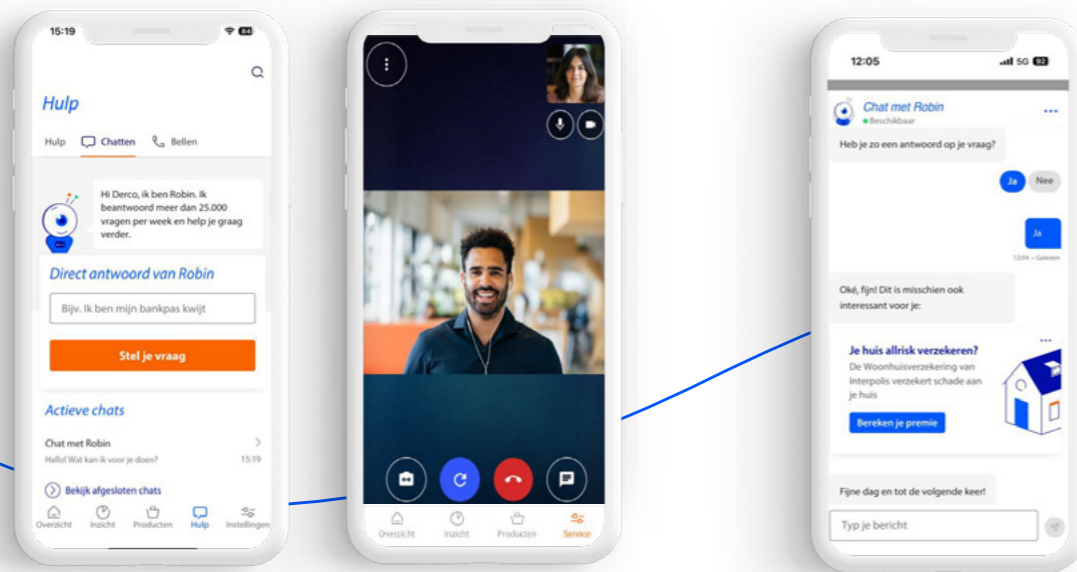 15:19
84
Hulp
Hulp
Chatten
Bellen
Hi Derco, ik ben Robin. Ik
beantwoord meer dan 25.000
vragen per week en help je graag
verder.
Direct antwoord van Robin
Bijv. Ik ben mijn bankpas kwijt
Stel je vraag
Actieve chats
Chat met Robin
Hallo! Wat kan ik voor je doen?
15:19
Bekijk afgesloten chats
Overzicht
Inzicht
Producten
Hulp
Instellingen
Overzicht
Inzicht
Producten
Service
12:05
5G
92
Chat met Robin
Beschikbaar
Heb je zo een antwoord op je vraag?
Ja
Nee
Ja
12:04 – Gelezen
Oké, fijn! Dit is misschien ook
interessant voor je:
Je huis allrisk verzekeren?
De Woonhuisverzekering van
Interpolis verzekert schade aan
je huis
Bereken je premie
Fijne dag en tot de volgende keer!
Typ je bericht